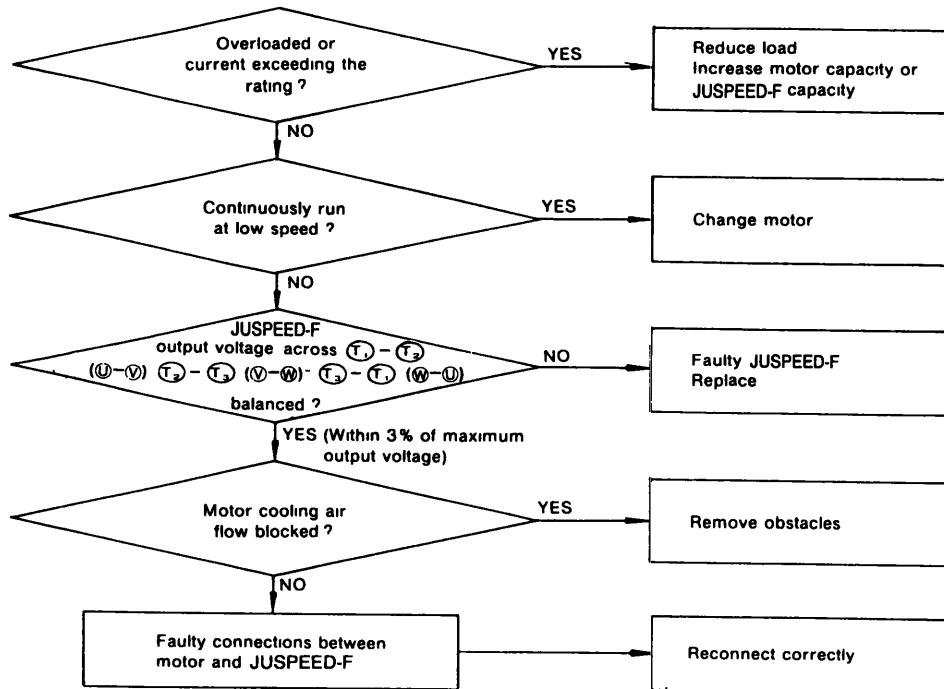 Overloaded or
current exceeding the
rating ?
YES
Reduce load
Increase motor capacity or
JUSPEED-F capacity
NO
Continuously run
at low speed ?
YES
Change motor
NO
JUSPEED-F
output voltage across T1 – T2
(U–V) T2 – T3 (V–W)- T3 – T1 (W–U)
balanced ?
NO
Faulty JUSPEED-F
Replace
YES (Within 3% of maximum
output voltage)
Motor cooling air
flow blocked ?
YES
Remove obstacles
NO
Faulty connections between
motor and JUSPEED-F
Reconnect correctly